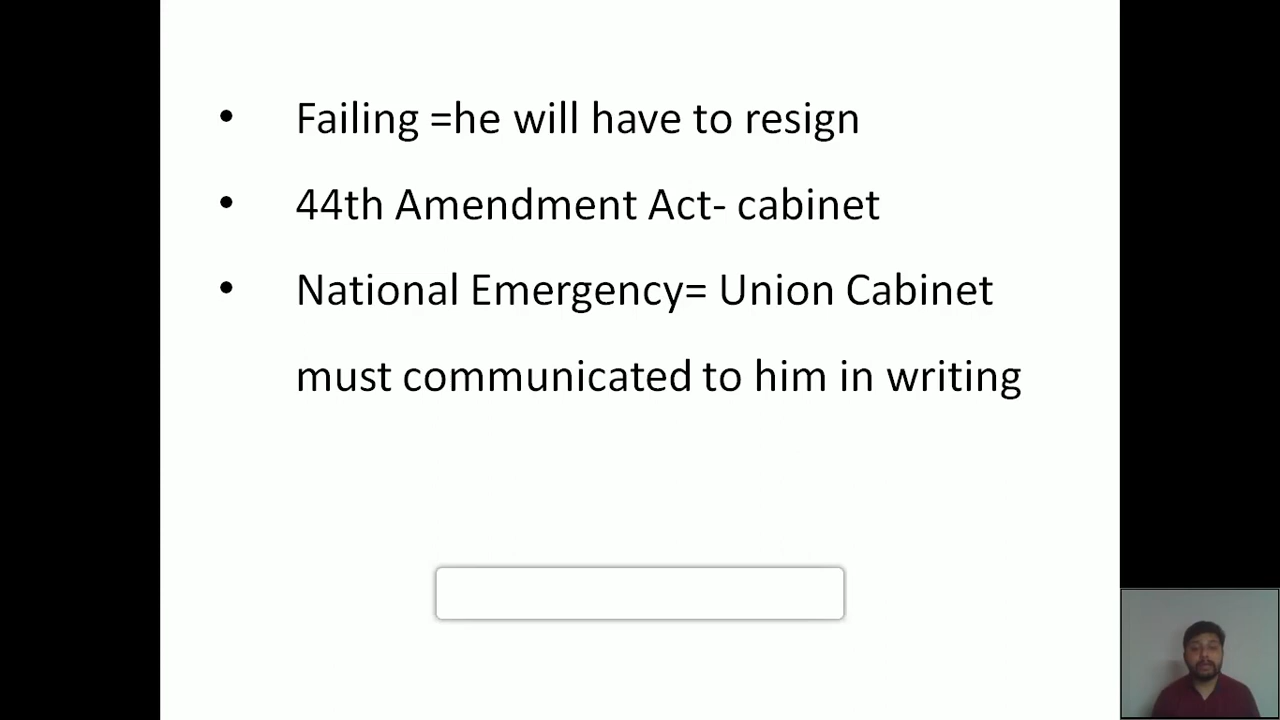 • Failing =he will have to resign
• 44th Amendment Act- cabinet
• National Emergency= Union Cabinet
must communicated to him in writing